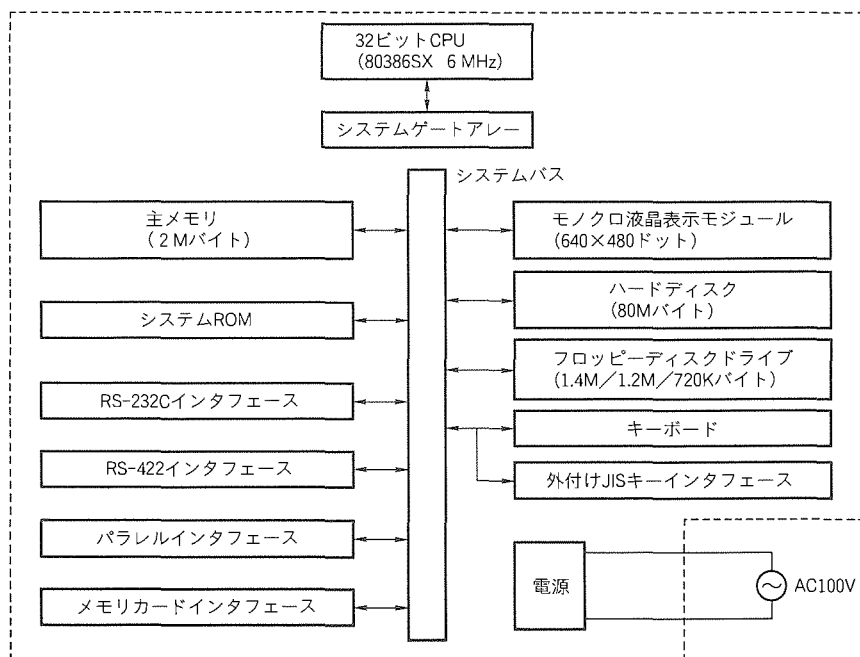 32ビットCPU
(80386SX 6 MHz)
システムゲートアレー
システムバス
主メモリ
(2 Mバイト)
システムROM
RS-232Cインタフェース
RS-422インタフェース
パラレルインタフェース
メモリカードインタフェース
モノクロ液晶表示モジュール
(640×480ドット)
ハードディスク
(80Mバイト)
フロッピーディスクドライブ
(1.4M/1.2M/720Kバイト)
キーボード
外付けJISキーインタフェース
電源
AC100V